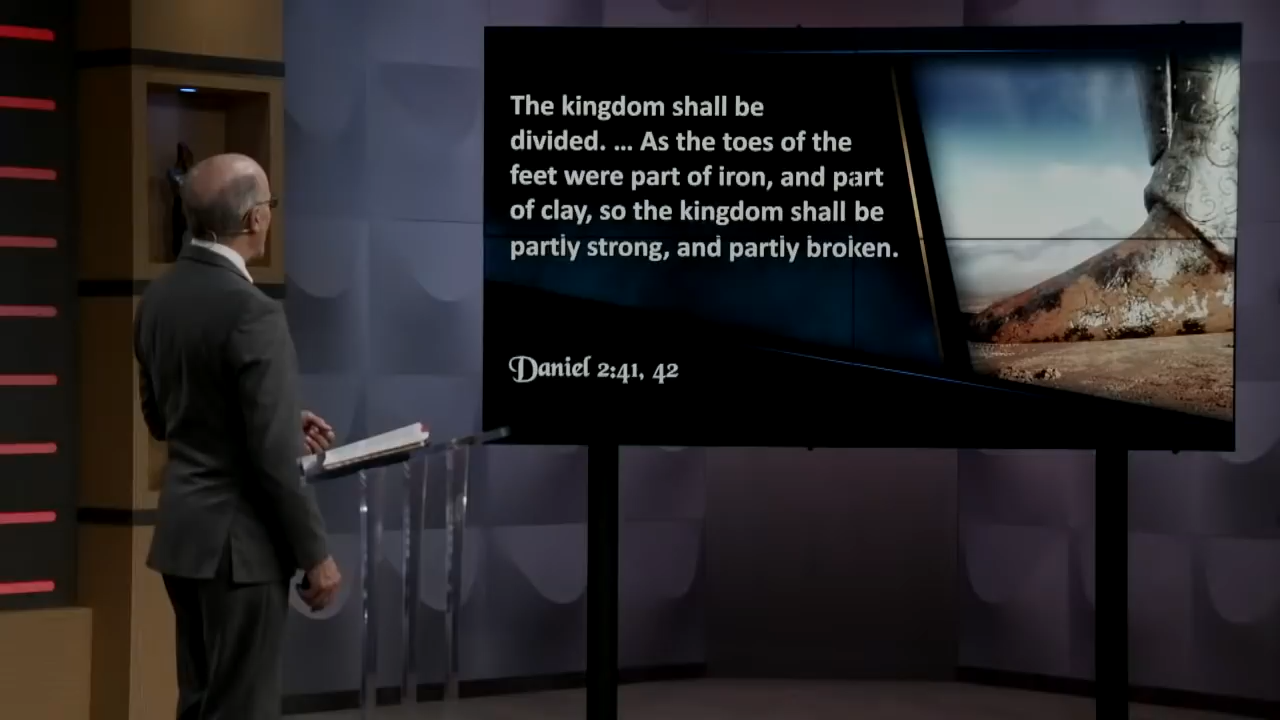 The kingdom shall be
divided. ... As the toes of the
feet were part of iron, and part
of clay, so the kingdom shall be
partly strong, and partly broken.
Daniel 2:41, 42